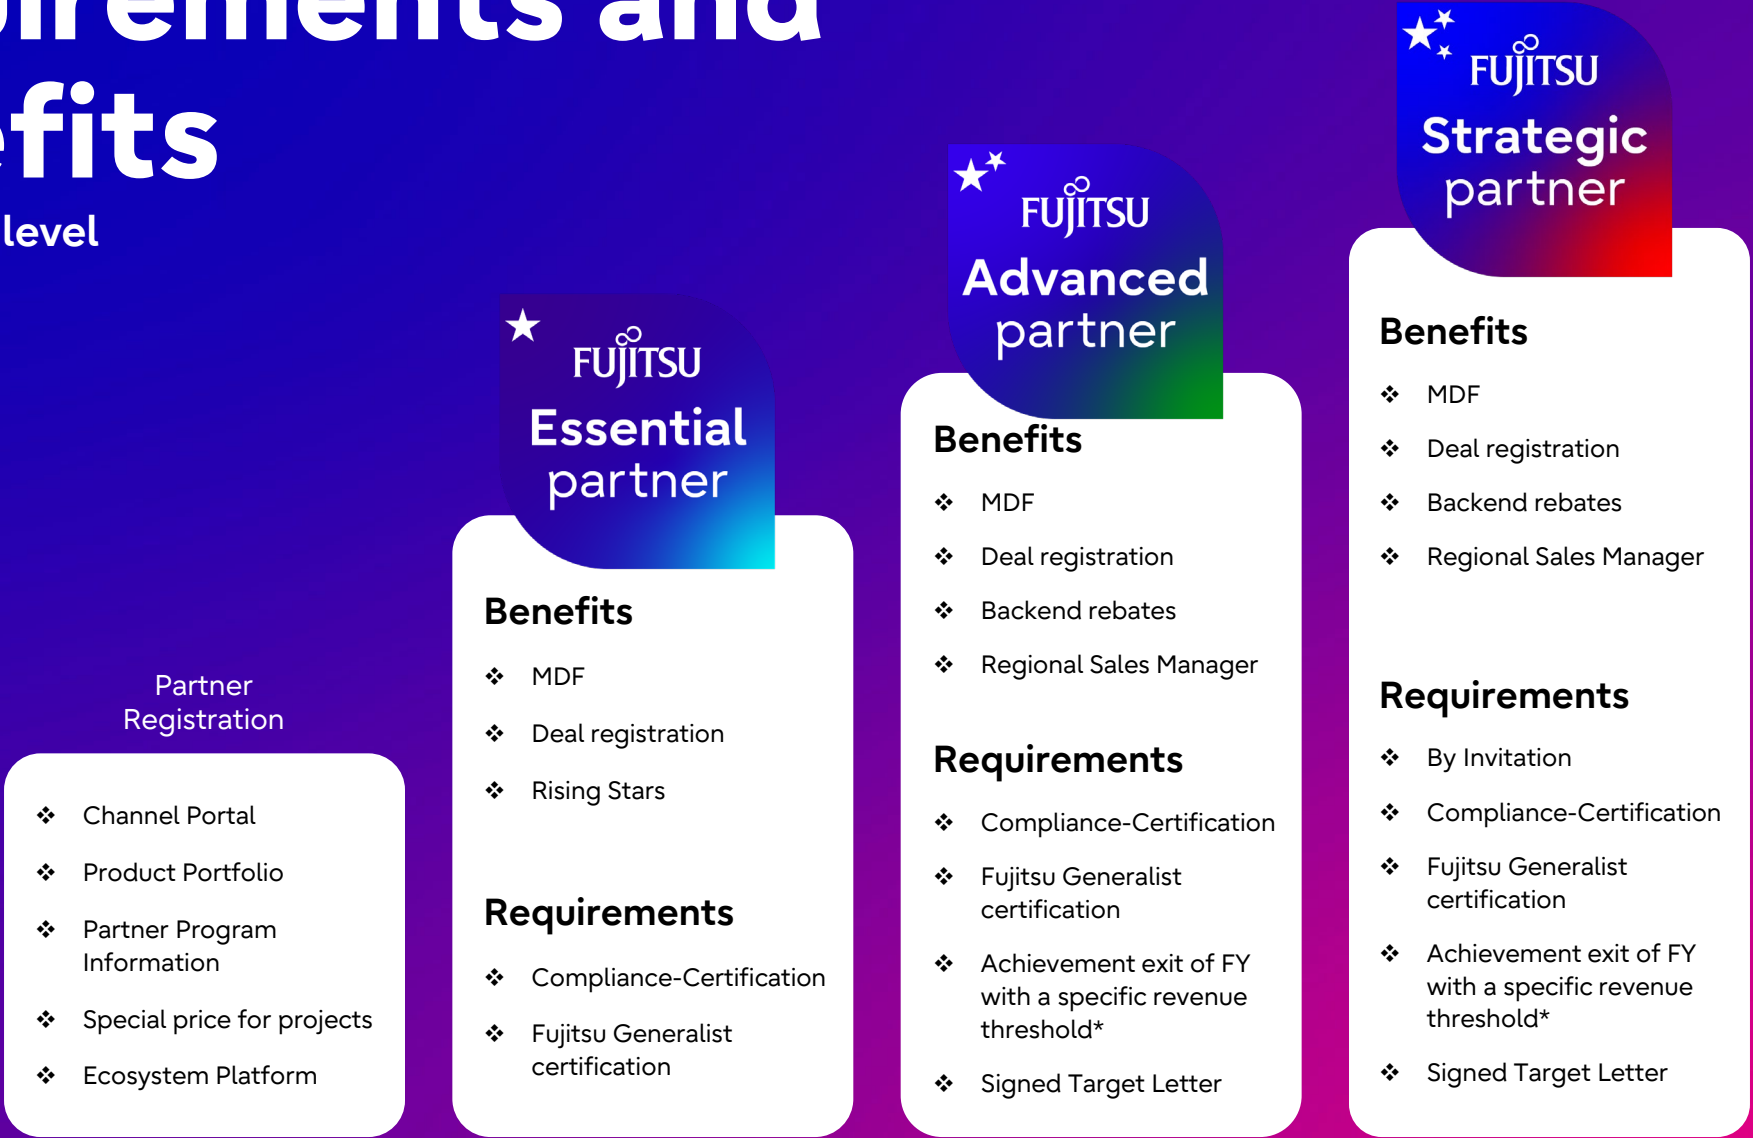 and
level
Partner
Registration
Channel Portal
Product Portfolio
Partner Program
Information
Special price for projects
Ecosystem Platform
FUJITSU
Essential
partner
Benefits
MDF
Deal registration
Rising Stars
Requirements
Compliance-Certification
Fujitsu Generalist
certification
FUJITSU
Advanced
partner
Benefits
MDF
Deal registration
Backend rebates
Regional Sales Manager
Requirements
Compliance-Certification
Fujitsu Generalist
certification
Achievement exit of FY
with a specific revenue
threshold*
Signed Target Letter
FUJITSU
Strategic
partner
Benefits
MDF
Deal registration
Backend rebates
Regional Sales Manager
Requirements
By Invitation
Compliance-Certification
Fujitsu Generalist
certification
Achievement exit of FY
with a specific revenue
threshold*
Signed Target Letter